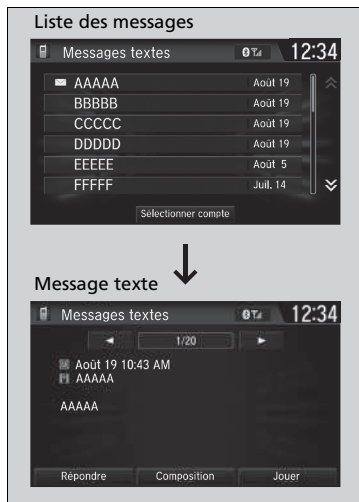 Liste des messages
Messages textes 12:34
AAAAA Août 19
BBBBB Août 19
CCCCC Août 19
DDDDD Août 19
EEEEE Août 5
FFFFF Juil. 14
Sélectionner compte
Message texte
Messages textes 12:34
1/20
Août 19 10:43 AM
AAAAA
AAAAA
Répondre Composition Jouer